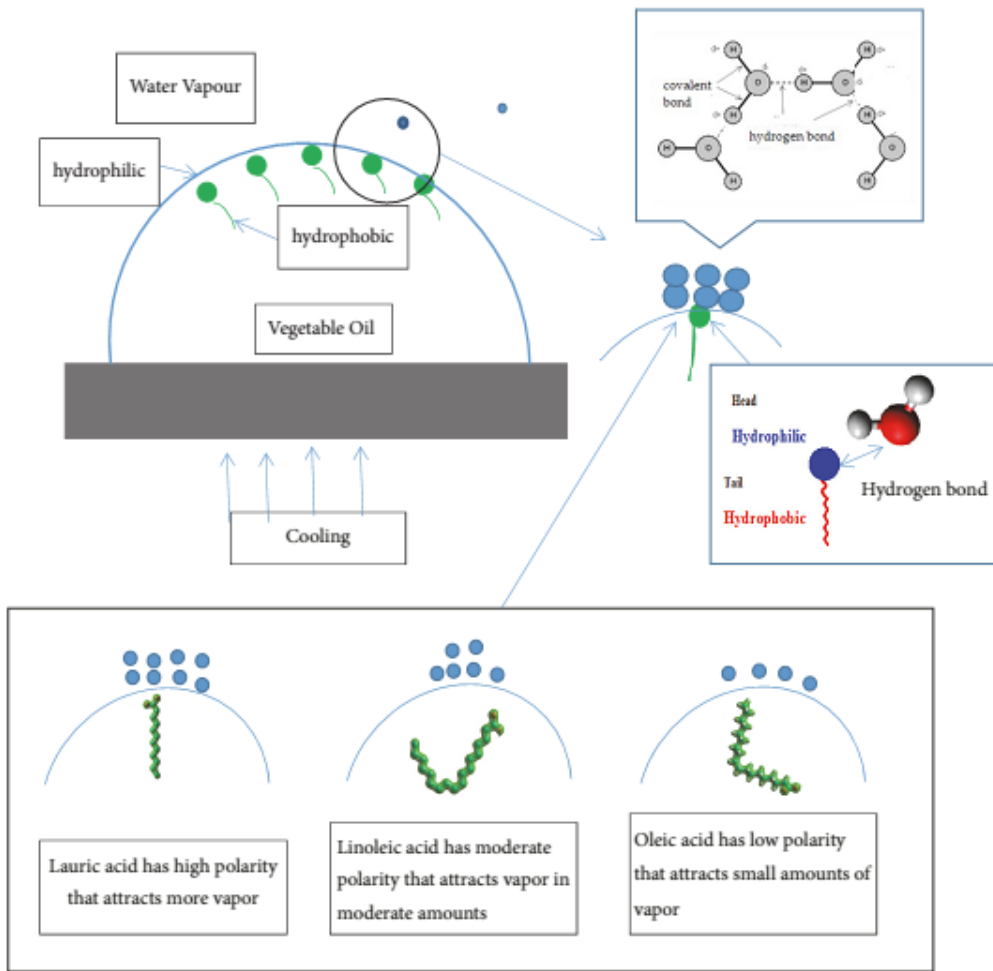 Water Vapour
hydrophilic
hydrophobic
Vegetable Oil
Cooling
covalent
bond
hydrogen bond
H
H
O
H
O
H
H
H
O
H
O
H
Head
Hydrophilic
Tail
Hydrophobic
Hydrogen bond
Lauric acid has high polarity
that attracts more vapor
Linoleic acid has moderate
polarity that attracts vapor in
moderate amounts
Oleic acid has low polarity
that attracts small amounts of
vapor